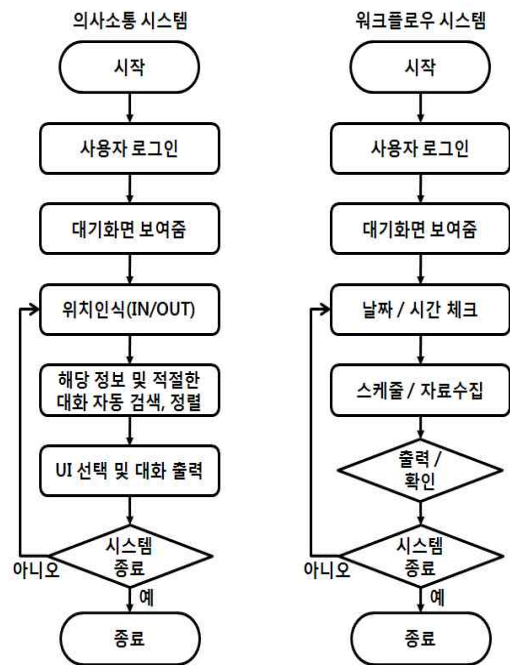 의사소통 시스템
시작
사용자 로그인
대기화면 보여줌
위치인식(IN/OUT)
해당 정보 및 적절한
대화 자동 검색, 정렬
UI 선택 및 대화 출력
시스템
종료
아니오
예
종료
워크플로우 시스템
시작
사용자 로그인
대기화면 보여줌
날짜 / 시간 체크
스케줄 / 자료수집
출력 /
확인
시스템
종료
아니오
예
종료